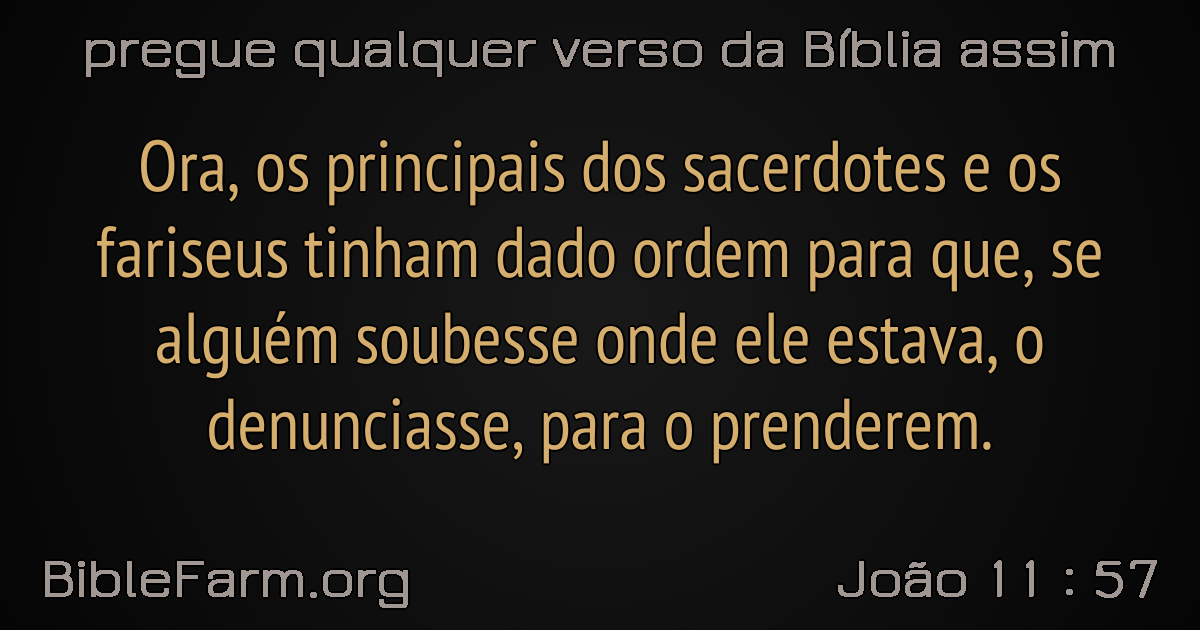 pregue qualquer verso da Bíblia assim
Ora, os principais dos sacerdotes e os
fariseus tinham dado ordem para que, se
alguém soubesse onde ele estava, o
denunciasse, para o prenderem.
BibleFarm.org
João 11 : 57